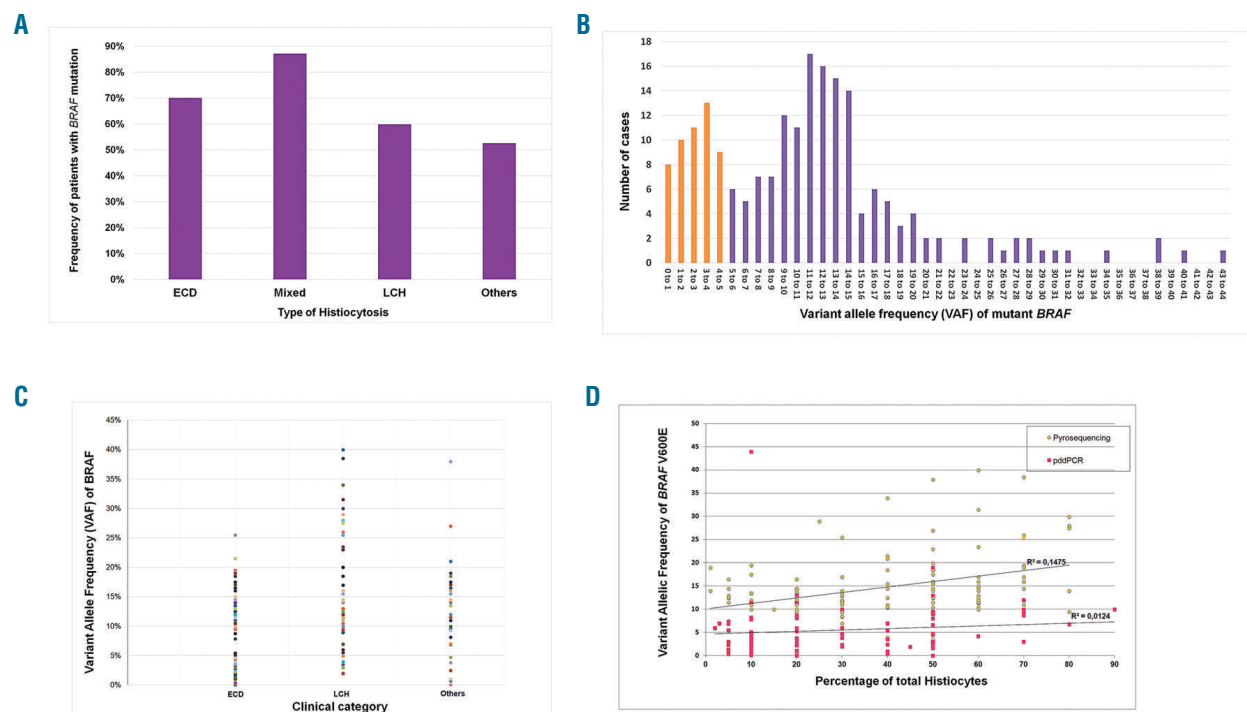 A
Frequency of patients with BRAF mutation
90%
80%
70%
60%
50%
40%
30%
20%
10%
0%
ECD Mixed LCH Others
Type of Histiocytosis
B
Number of cases
18
16
14
12
10
8
6
4
2
0
0 to 1
1 to 2
2 to 3
3 to 4
4 to 5
5 to 6
6 to 7
7 to 8
8 to 9
9 to 10
10 to 11
11 to 12
12 to 13
13 to 14
14 to 15
15 to 16
16 to 17
17 to 18
18 to 19
19 to 20
20 to 21
21 to 22
22 to 23
23 to 24
24 to 25
25 to 26
26 to 27
27 to 28
28 to 29
29 to 30
30 to 31
31 to 32
32 to 33
33 to 34
34 to 35
35 to 36
36 to 37
37 to 38
38 to 39
39 to 40
40 to 41
41 to 42
42 to 43
43 to 44
Variant allele frequency (VAF) of mutant BRAF
C
Variant Allele Frequency (VAF) of BRAF
45%
40%
35%
30%
25%
20%
15%
10%
5%
0%
ECD LCH Others
Clinical category
D
Variant Allelic Frequency of BRAF V600E
50
45
40
35
30
25
20
15
10
5
0
Pyrosequencing
pddPCR
R² = 0,1475
R² = 0,0124
0 10 20 30 40 50 60 70 80 90
Percentage of total Histiocytes